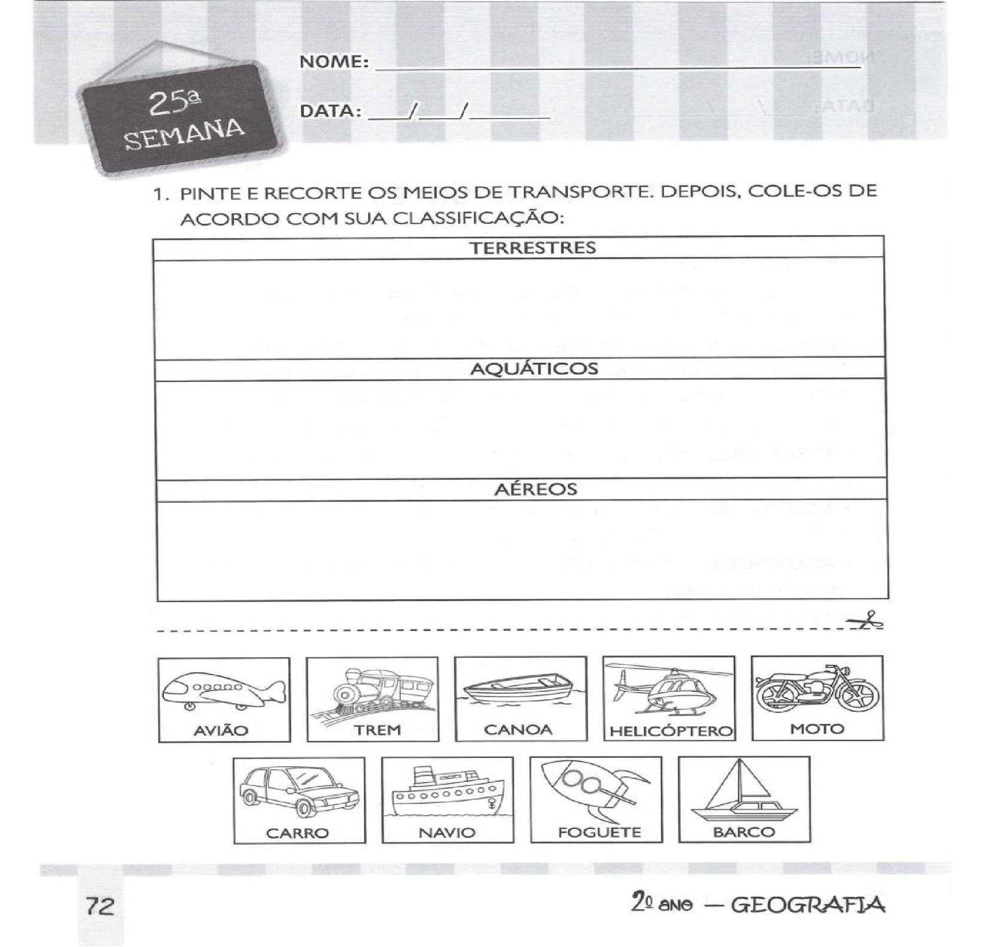 25ª
SEMANA
NOME:
DATA: ___/___/_____
1. PINTE E RECORTE OS MEIOS DE TRANSPORTE. DEPOIS, COLE-OS DE
ACORDO COM SUA CLASSIFICAÇÃO:
TERRESTRES
AQUÁTICOS
AÉREOS
AVIÃO
TREM
CANOA
HELICÓPTERO
MOTO
CARRO
NAVIO
FOGUETE
BARCO
72
2º ano — GEOGRAFIA